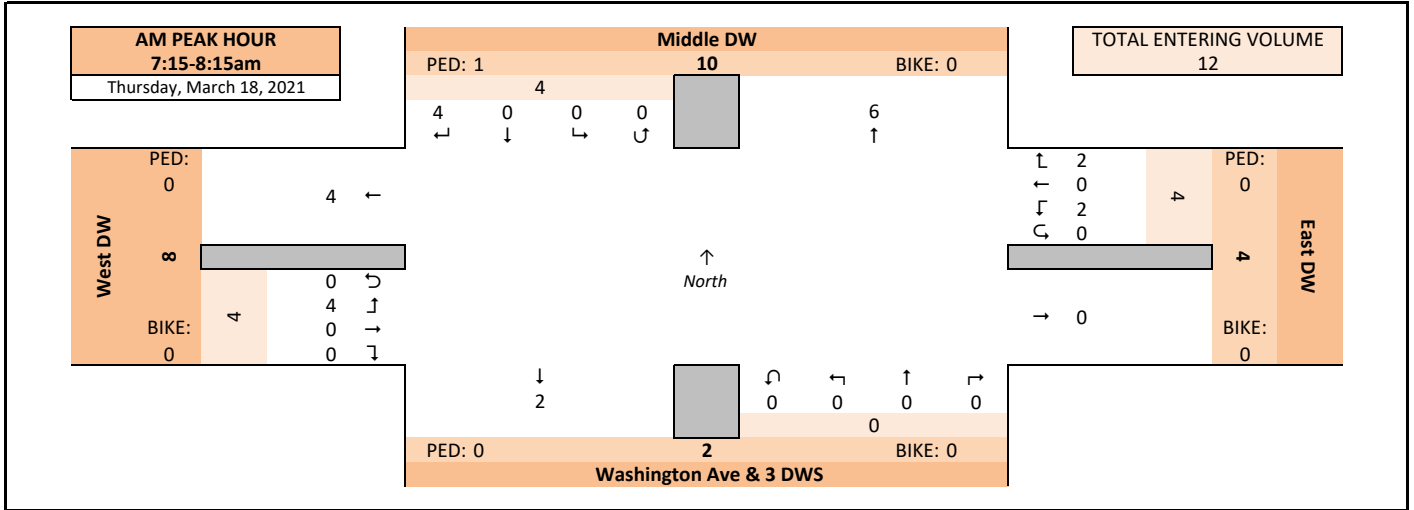 AM PEAK HOUR
7:15-8:15am
Thursday, March 18, 2021
Middle DW
PED: 1 10 BIKE: 0
4
4 0 0 0 6
↵ ↓ ↳ ↺ ↑
TOTAL ENTERING VOLUME
12
West DW
PED:
0
8
BIKE:
0
4
4 ←
0 ⮌
4 ⮥
0 →
0 ⮧
↑
North
↰ 2
← 0
↲ 2
⮎ 0
4
PED:
0
4
BIKE:
0
East DW
→ 0
↓
2
↶ ↰ ↑ ↱
0 0 0 0
0
PED: 0 2 BIKE: 0
Washington Ave & 3 DWS